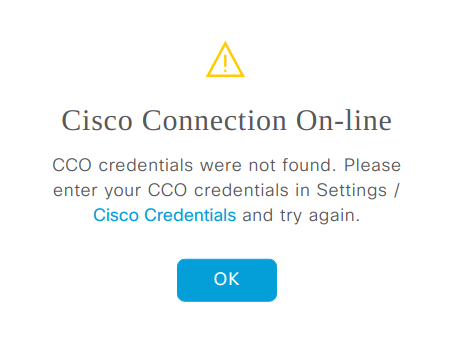 Cisco Connection On-line
CCO credentials were not found. Please
enter your CCO credentials in Settings /
Cisco Credentials and try again.
OK